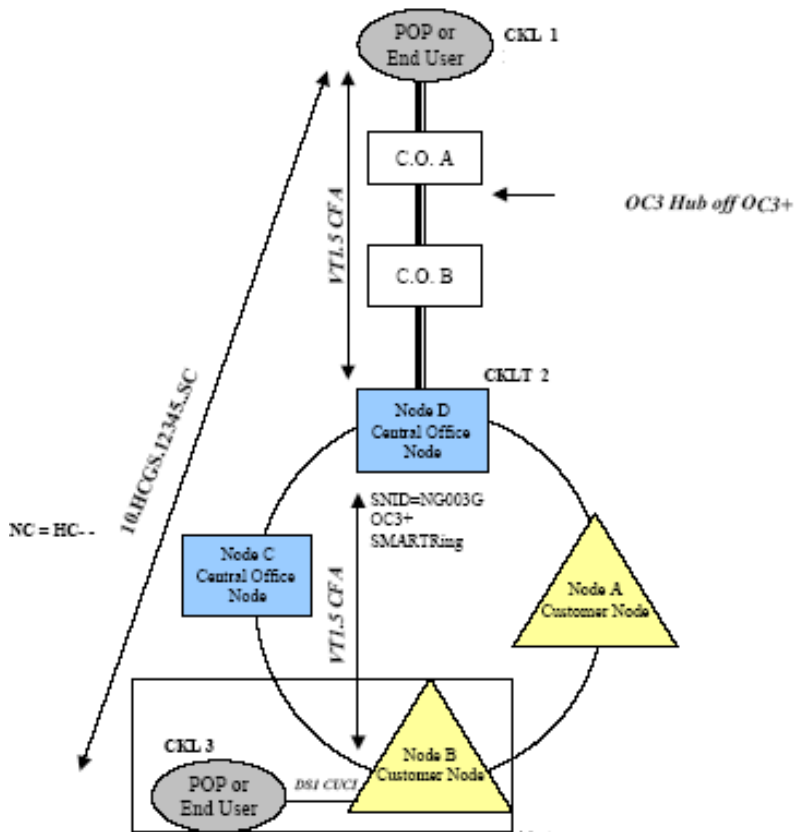 POP or
End User
CKL 1
C.O. A
OC3 Hub off OC3+
VT1.5 CFA
C.O. B
CKLT 2
Node D
Central Office
Node
10.HCGS.12345..SC
SNID=NG003G
OC3+
SMARTRing
NC = HC- -
Node C
Central Office
Node
VT1.5 CFA
Node A
Customer Node
CKL 3
POP or
End User
DS1 CUCI
Node B
Customer Node